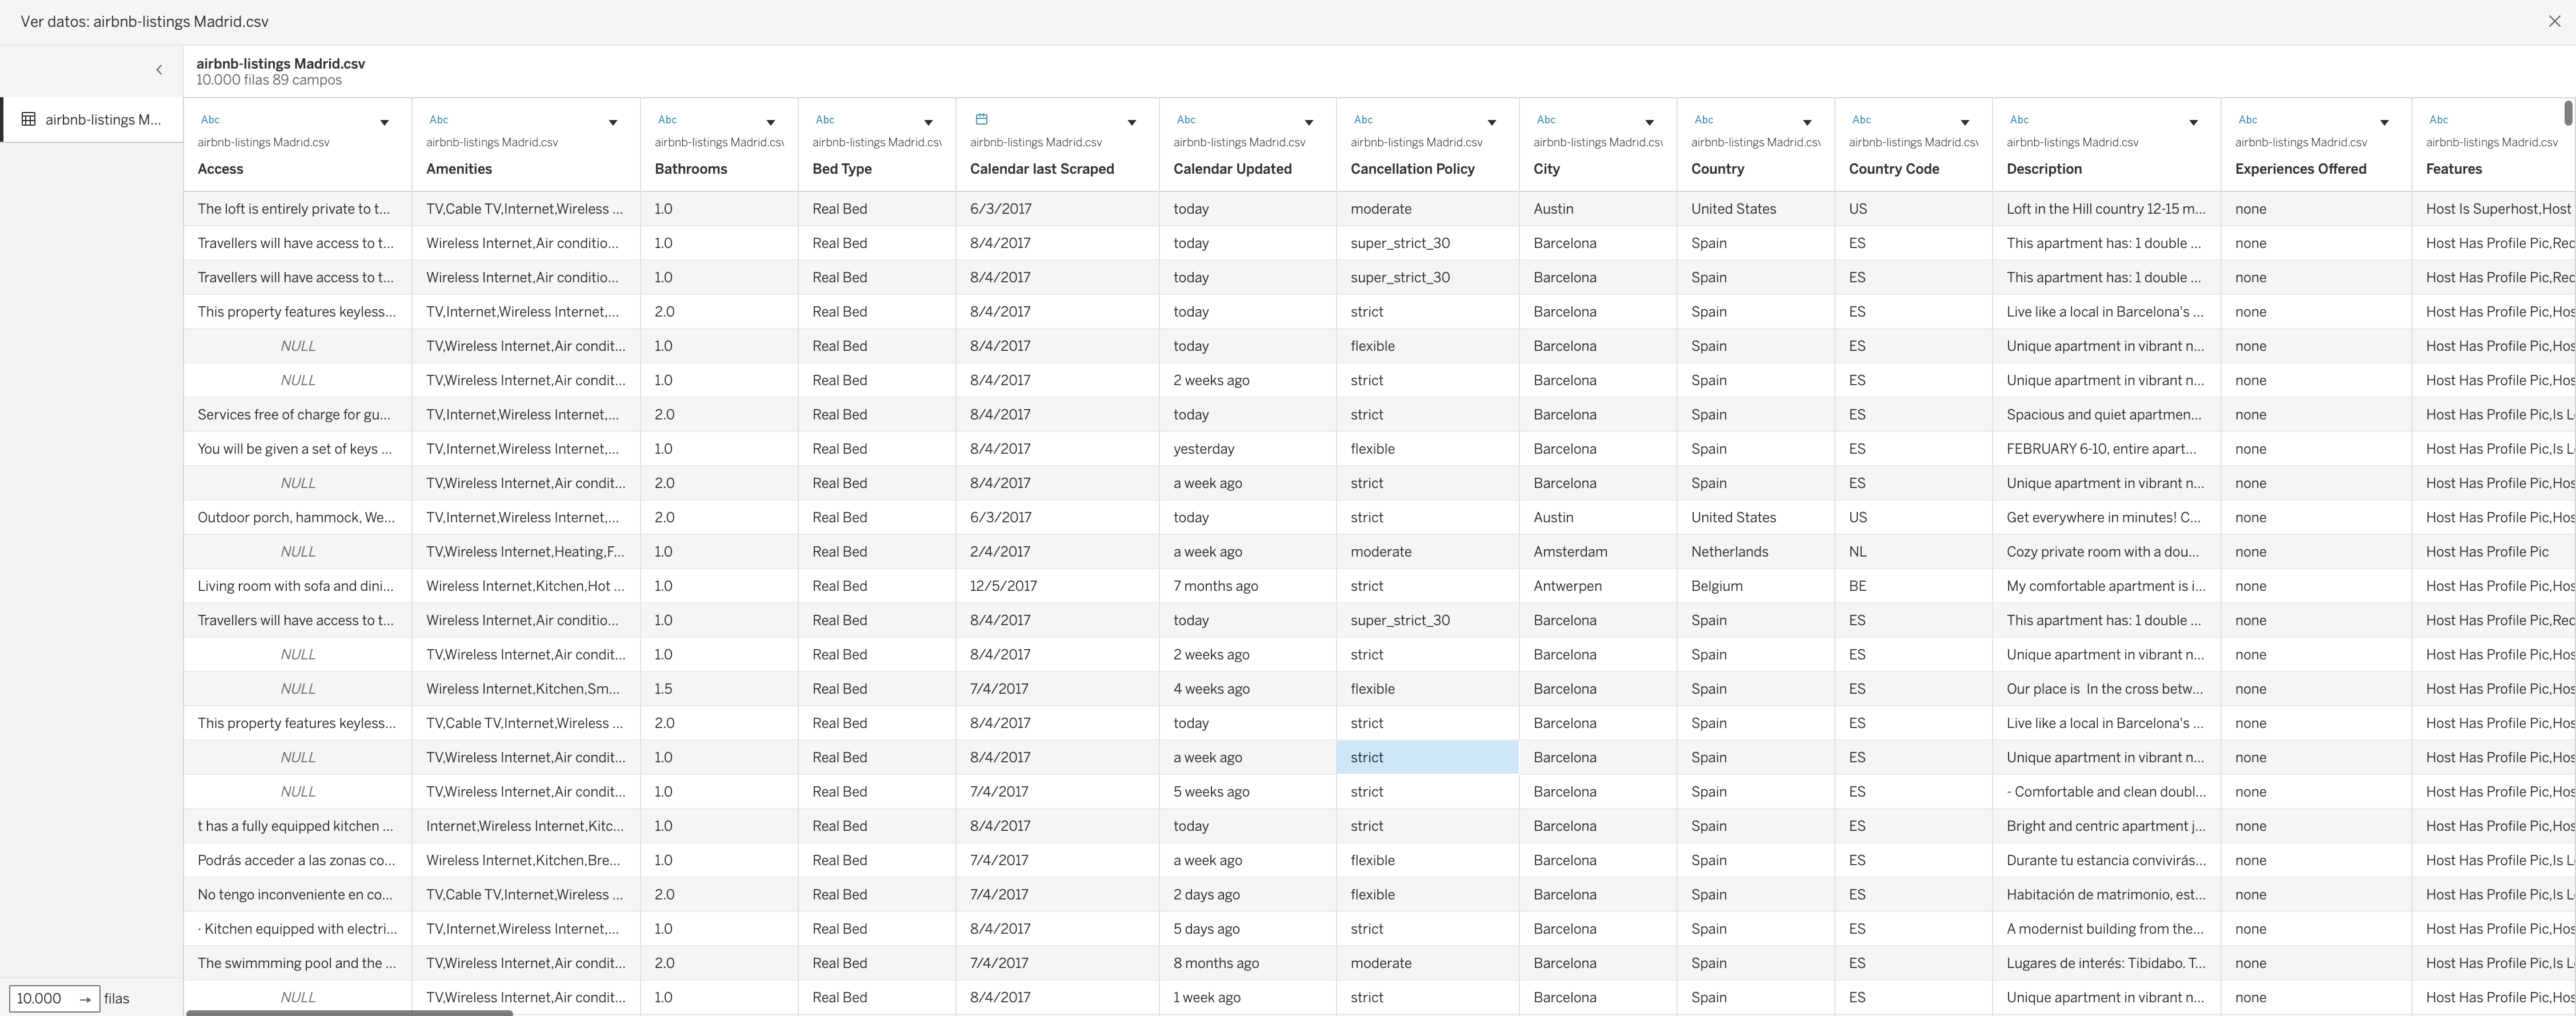 Ver datos: airbnb-listings Madrid.csv
airbnb-listings Madrid.csv
10.000 filas 89 campos
airbnb-listings M...
Abc Abc Abc Abc Abc Abc Abc Abc Abc Abc Abc Abc
airbnb-listings Madrid.csv airbnb-listings Madrid.csv airbnb-listings Madrid.csv airbnb-listings Madrid.csv airbnb-listings Madrid.csv airbnb-listings Madrid.csv airbnb-listings Madrid.csv airbnb-listings Madrid.csv airbnb-listings Madrid.csv airbnb-listings Madrid.csv airbnb-listings Madrid.csv airbnb-listings Madrid.csv airbnb-listings Madrid.csv
Access Amenities Bathrooms Bed Type Calendar last Scraped Calendar Updated Cancellation Policy City Country Country Code Description Experiences Offered Features
The loft is entirely private to t... TV,Cable TV,Internet,Wireless ... 1.0 Real Bed 6/3/2017 today moderate Austin United States US Loft in the Hill country 12-15 m... none Host Is Superhost,Host
Travellers will have access to t... Wireless Internet,Air conditio... 1.0 Real Bed 8/4/2017 today super_strict_30 Barcelona Spain ES This apartment has: 1 double ... none Host Has Profile Pic,Rec
Travellers will have access to t... Wireless Internet,Air conditio... 1.0 Real Bed 8/4/2017 today super_strict_30 Barcelona Spain ES This apartment has: 1 double ... none Host Has Profile Pic,Rec
This property features keyless... TV,Internet,Wireless Internet,... 2.0 Real Bed 8/4/2017 today strict Barcelona Spain ES Live like a local in Barcelona's ... none Host Has Profile Pic,Hos
NULL TV,Wireless Internet,Air condit... 1.0 Real Bed 8/4/2017 today flexible Barcelona Spain ES Unique apartment in vibrant n... none Host Has Profile Pic,Hos
NULL TV,Wireless Internet,Air condit... 1.0 Real Bed 8/4/2017 2 weeks ago strict Barcelona Spain ES Unique apartment in vibrant n... none Host Has Profile Pic,Hos
Services free of charge for gu... TV,Internet,Wireless Internet,... 2.0 Real Bed 8/4/2017 today strict Barcelona Spain ES Spacious and quiet apartmen... none Host Has Profile Pic,Is L
You will be given a set of keys ... TV,Internet,Wireless Internet,... 1.0 Real Bed 8/4/2017 yesterday flexible Barcelona Spain ES FEBRUARY 6-10, entire apart... none Host Has Profile Pic,Is L
NULL TV,Wireless Internet,Air condit... 2.0 Real Bed 8/4/2017 a week ago strict Barcelona Spain ES Unique apartment in vibrant n... none Host Has Profile Pic,Hos
Outdoor porch, hammock, We... TV,Internet,Wireless Internet,... 2.0 Real Bed 6/3/2017 today strict Austin United States US Get everywhere in minutes! C... none Host Has Profile Pic,Hos
NULL TV,Wireless Internet,Heating,F... 1.0 Real Bed 2/4/2017 a week ago moderate Amsterdam Netherlands NL Cozy private room with a dou... none Host Has Profile Pic
Living room with sofa and dini... Wireless Internet,Kitchen,Hot ... 1.0 Real Bed 12/5/2017 7 months ago strict Antwerpen Belgium BE My comfortable apartment is i... none Host Has Profile Pic,Hos
Travellers will have access to t... Wireless Internet,Air conditio... 1.0 Real Bed 8/4/2017 today super_strict_30 Barcelona Spain ES This apartment has: 1 double ... none Host Has Profile Pic,Rec
NULL TV,Wireless Internet,Air condit... 1.0 Real Bed 8/4/2017 2 weeks ago strict Barcelona Spain ES Unique apartment in vibrant n... none Host Has Profile Pic,Hos
NULL Wireless Internet,Kitchen,Sm... 1.5 Real Bed 7/4/2017 4 weeks ago flexible Barcelona Spain ES Our place is In the cross betw... none Host Has Profile Pic,Hos
This property features keyless... TV,Cable TV,Internet,Wireless ... 2.0 Real Bed 8/4/2017 today strict Barcelona Spain ES Live like a local in Barcelona's ... none Host Has Profile Pic,Hos
NULL TV,Wireless Internet,Air condit... 1.0 Real Bed 8/4/2017 a week ago strict Barcelona Spain ES Unique apartment in vibrant n... none Host Has Profile Pic,Hos
NULL TV,Wireless Internet,Air condit... 1.0 Real Bed 7/4/2017 5 weeks ago strict Barcelona Spain ES - Comfortable and clean doubl... none Host Has Profile Pic,Hos
t has a fully equipped kitchen ... Internet,Wireless Internet,Kitc... 1.0 Real Bed 8/4/2017 today strict Barcelona Spain ES Bright and centric apartment j... none Host Has Profile Pic,Hos
Podrás acceder a las zonas co... Wireless Internet,Kitchen,Bre... 1.0 Real Bed 7/4/2017 a week ago flexible Barcelona Spain ES Durante tu estancia convivirás... none Host Has Profile Pic,Is L
No tengo inconveniente en co... TV,Cable TV,Internet,Wireless ... 2.0 Real Bed 7/4/2017 2 days ago flexible Barcelona Spain ES Habitación de matrimonio, est... none Host Has Profile Pic,Is L
· Kitchen equipped with electri... TV,Internet,Wireless Internet,... 1.0 Real Bed 8/4/2017 5 days ago strict Barcelona Spain ES A modernist building from the... none Host Has Profile Pic,Hos
The swimmming pool and the ... TV,Wireless Internet,Air condit... 2.0 Real Bed 7/4/2017 8 months ago moderate Barcelona Spain ES Lugares de interés: Tibidabo. T... none Host Has Profile Pic,Is L
NULL TV,Wireless Internet,Air condit... 1.0 Real Bed 8/4/2017 1 week ago strict Barcelona Spain ES Unique apartment in vibrant n... none Host Has Profile Pic,Hos
10.000 → filas